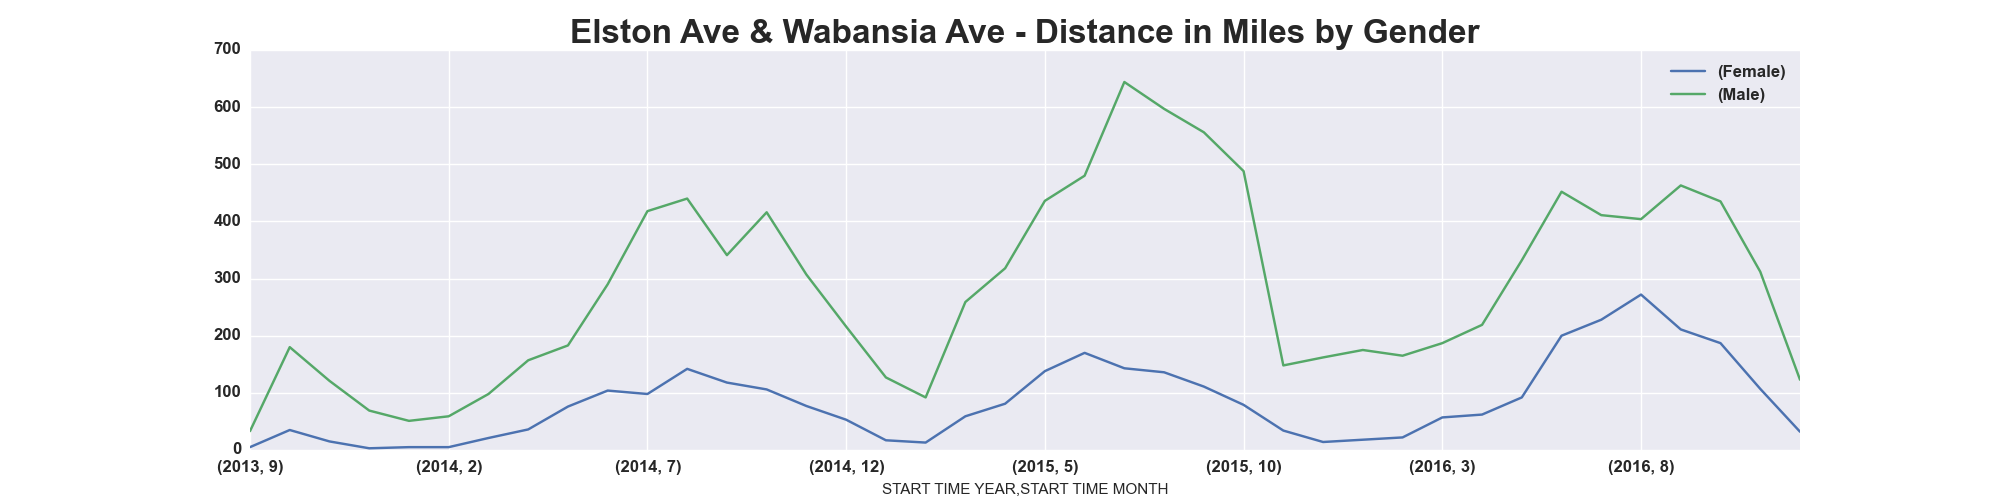 Elston Ave & Wabansia Ave - Distance in Miles by Gender
700
600
500
400
300
200
100
0
(Female)
(Male)
(2013, 9) (2014, 2) (2014, 7) (2014, 12) (2015, 5) (2015, 10) (2016, 3) (2016, 8)
START TIME YEAR,START TIME MONTH